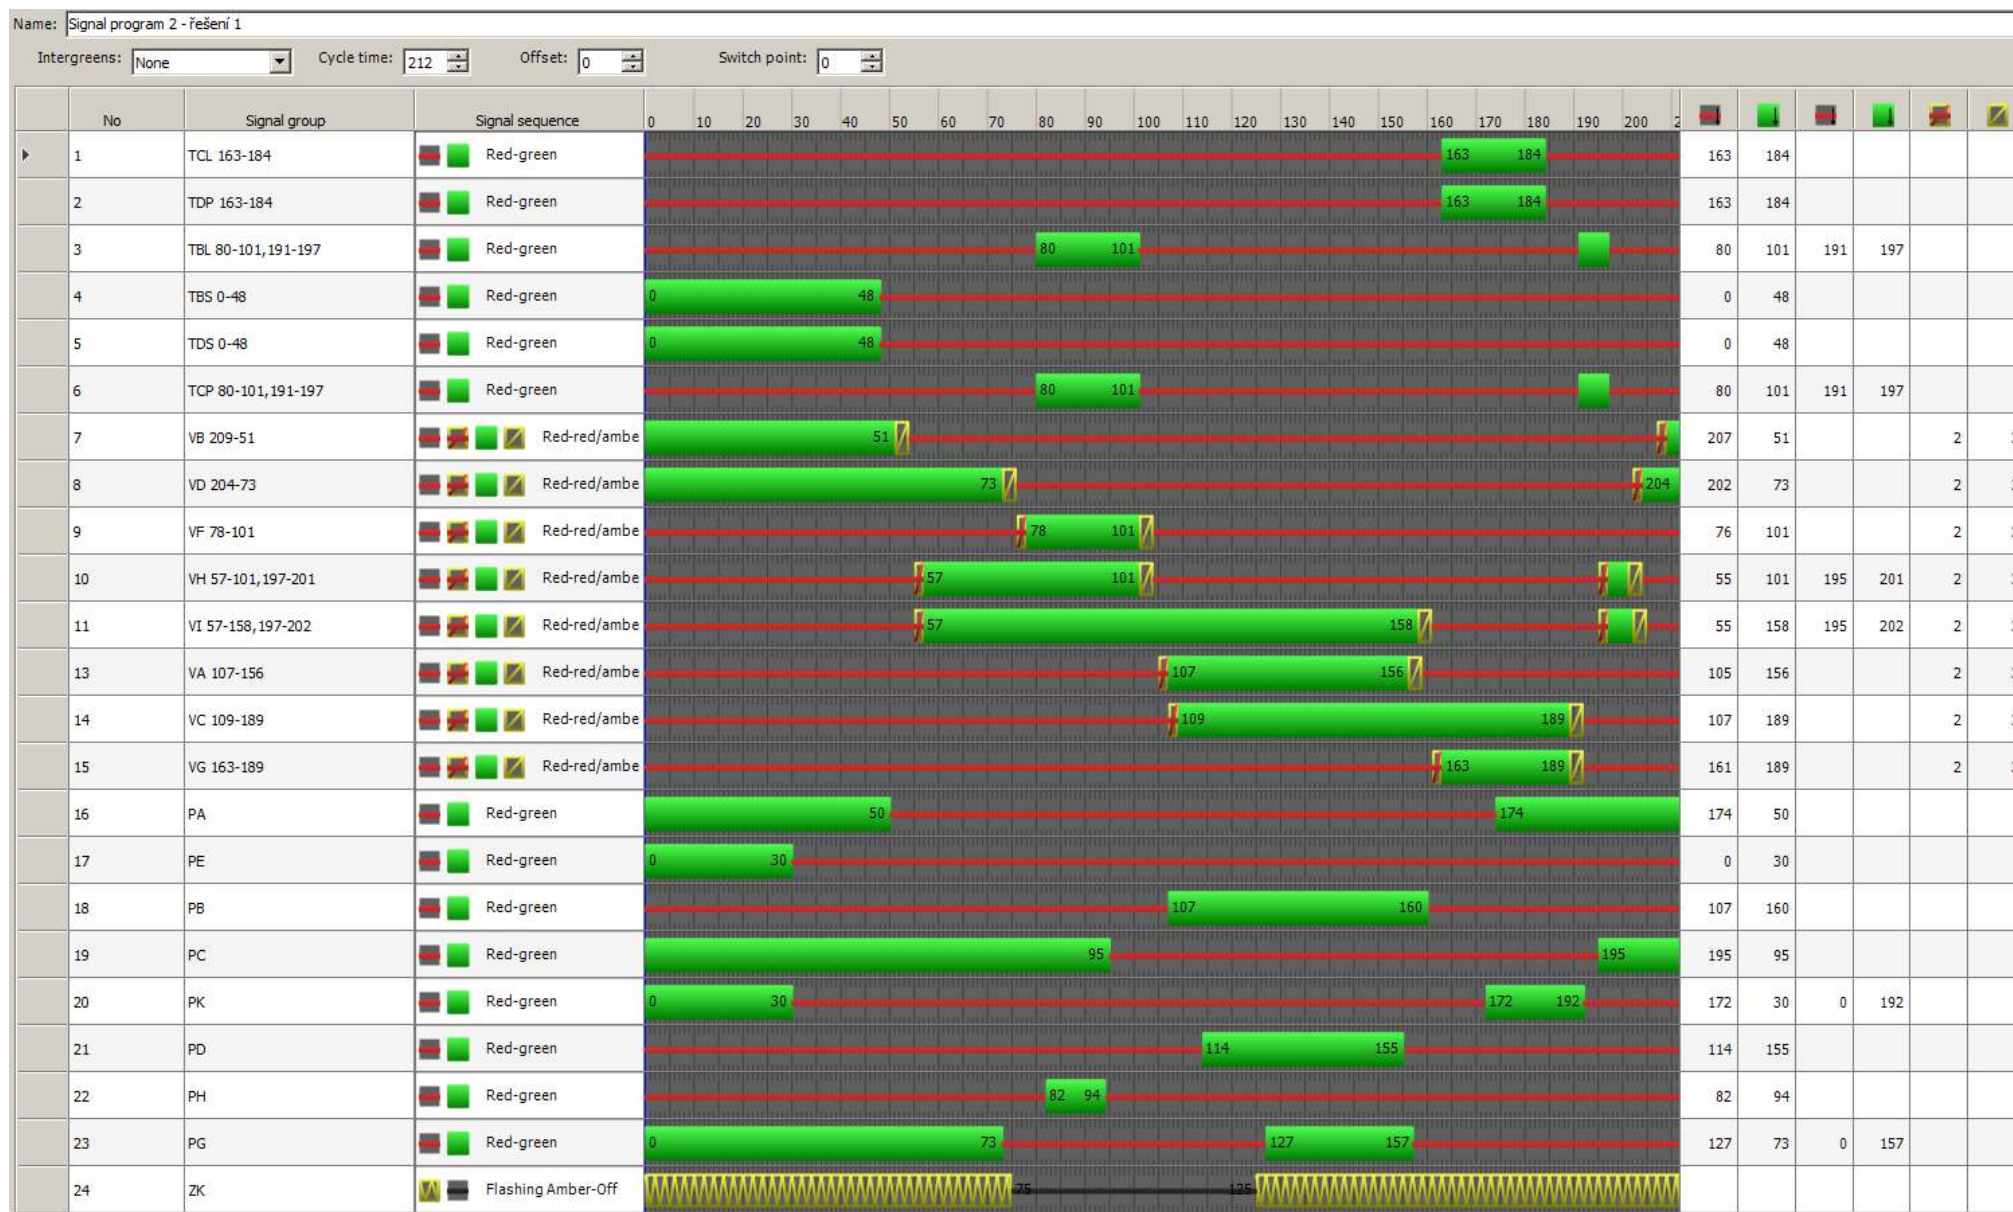 Name: Signal program 2 - řešení 1
Intergreens: None Cycle time: 212 Offset: 0 Switch point: 0
No Signal group Signal sequence 0 10 20 30 40 50 60 70 80 90 100 110 120 130 140 150 160 170 180 190 200 2
1 TCL 163-184 Red-green 163 184 163 184
2 TDP 163-184 Red-green 163 184 163 184
3 TBL 80-101,191-197 Red-green 80 101 80 101 191 197
4 TBS 0-48 Red-green 0 48 0 48
5 TDS 0-48 Red-green 0 48 0 48
6 TCP 80-101,191-197 Red-green 80 101 80 101 191 197
7 VB 209-51 Red-red/ambe 51 207 51 2
8 VD 204-73 Red-red/ambe 73 204 202 73 2
9 VF 78-101 Red-red/ambe 78 101 76 101 2
10 VH 57-101,197-201 Red-red/ambe 57 101 55 101 195 201 2
11 VI 57-158,197-202 Red-red/ambe 57 158 55 158 195 202 2
13 VA 107-156 Red-red/ambe 107 156 105 156 2
14 VC 109-189 Red-red/ambe 109 189 107 189 2
15 VG 163-189 Red-red/ambe 163 189 161 189 2
16 PA Red-green 50 174 174 50
17 PE Red-green 0 30 0 30
18 PB Red-green 107 160 107 160
19 PC Red-green 95 195 195 95
20 PK Red-green 0 30 172 192 172 30 0 192
21 PD Red-green 114 155 114 155
22 PH Red-green 82 94 82 94
23 PG Red-green 0 73 127 157 127 73 0 157
24 ZK Flashing Amber-Off 75 125